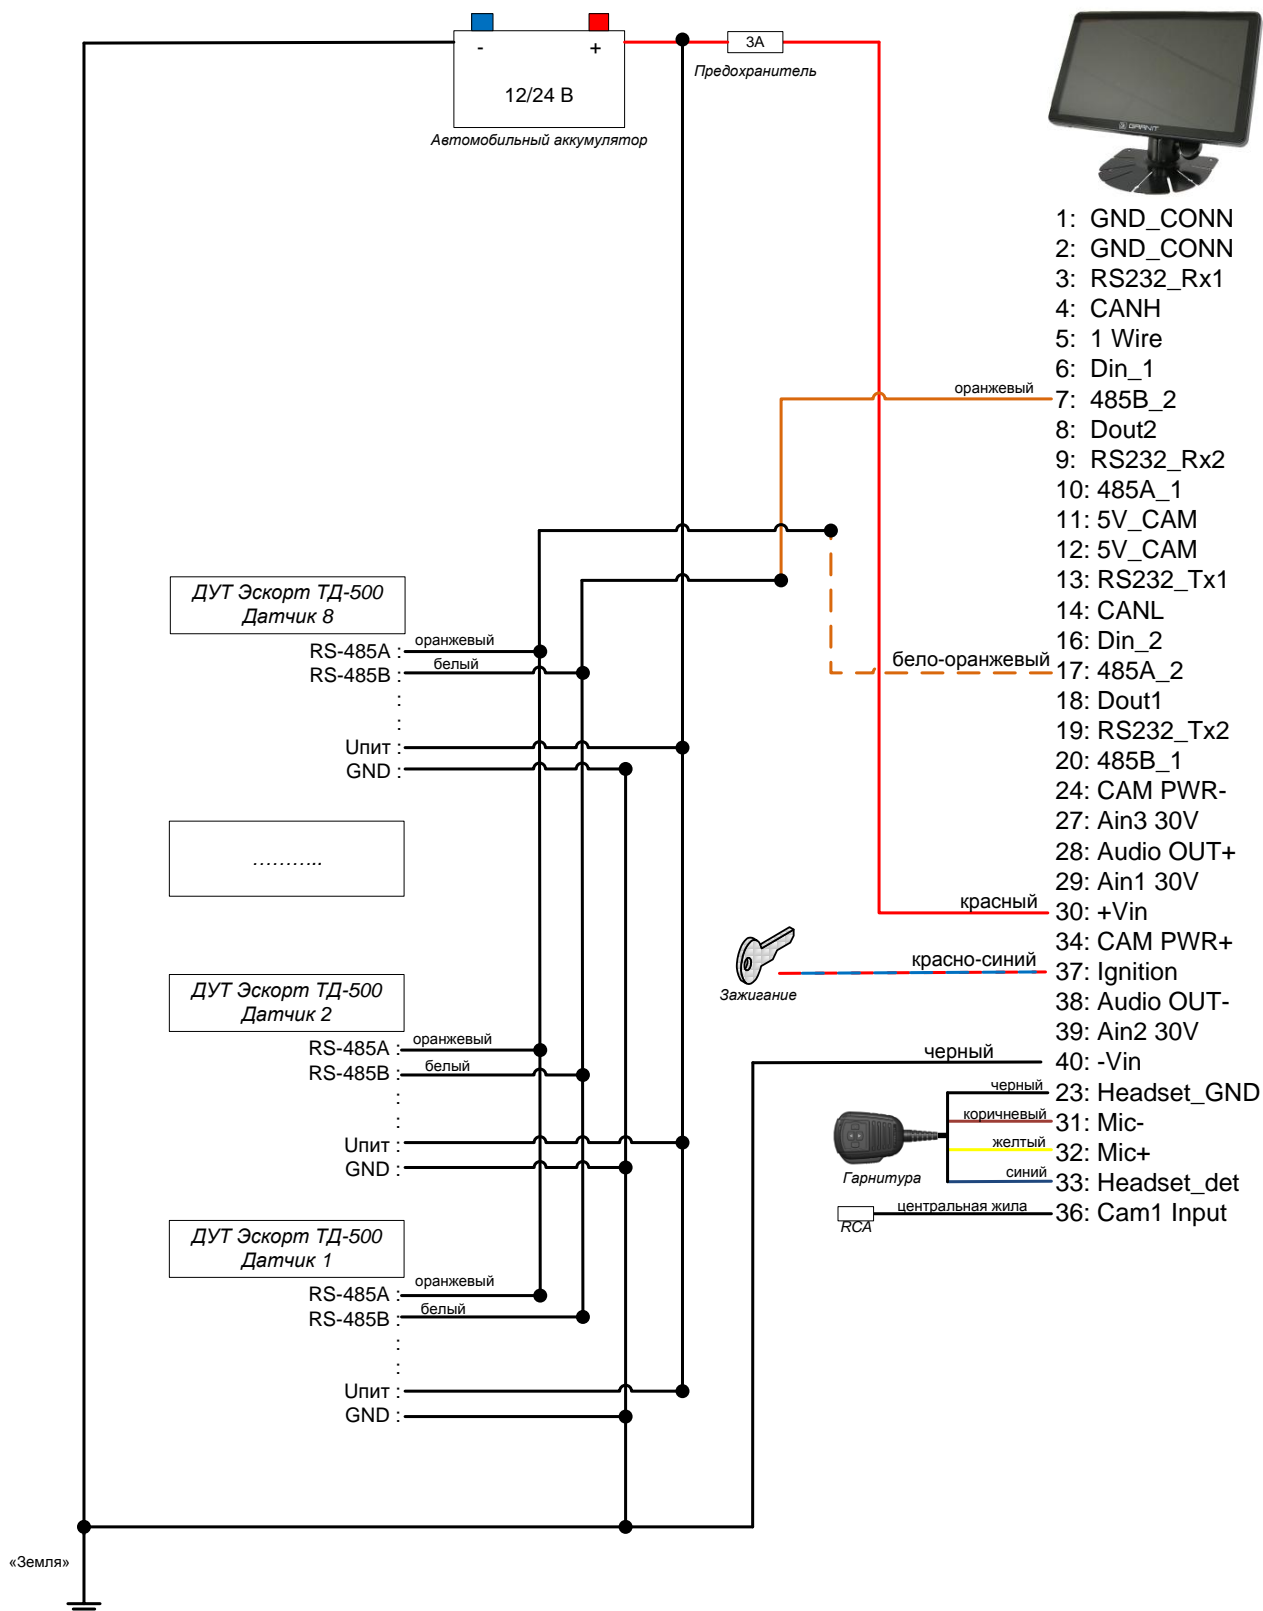 - +
12/24 В
Автомобильный аккумулятор
3А
Предохранитель
GRANIT
1: GND_CONN
2: GND_CONN
3: RS232_Rx1
4: CANH
5: 1 Wire
6: Din_1
оранжевый 7: 485B_2
8: Dout2
9: RS232_Rx2
10: 485A_1
11: 5V_CAM
12: 5V_CAM
13: RS232_Tx1
14: CANL
16: Din_2
бело-оранжевый 17: 485A_2
18: Dout1
19: RS232_Tx2
20: 485B_1
24: CAM PWR-
27: Ain3 30V
28: Audio OUT+
29: Ain1 30V
красный 30: +Vin
34: CAM PWR+
красно-синий 37: Ignition
38: Audio OUT-
39: Ain2 30V
черный 40: -Vin
черный 23: Headset_GND
коричневый 31: Mic-
желтый 32: Mic+
синий 33: Headset_det
центральная жила 36: Cam1 Input
Зажигание
Гарнитура
RCA
ДУТ Эскорт ТД-500
Датчик 8
RS-485A : оранжевый
RS-485B : белый
:
:
Uпит :
GND :
...........
ДУТ Эскорт ТД-500
Датчик 2
RS-485A : оранжевый
RS-485B : белый
:
:
Uпит :
GND :
ДУТ Эскорт ТД-500
Датчик 1
RS-485A : оранжевый
RS-485B : белый
:
:
Uпит :
GND :
«Земля»